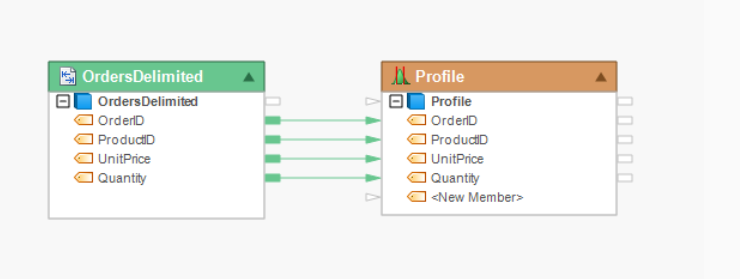 OrdersDelimited
OrdersDelimited
OrderID
ProductID
UnitPrice
Quantity
Profile
Profile
OrderID
ProductID
UnitPrice
Quantity
<New Member>